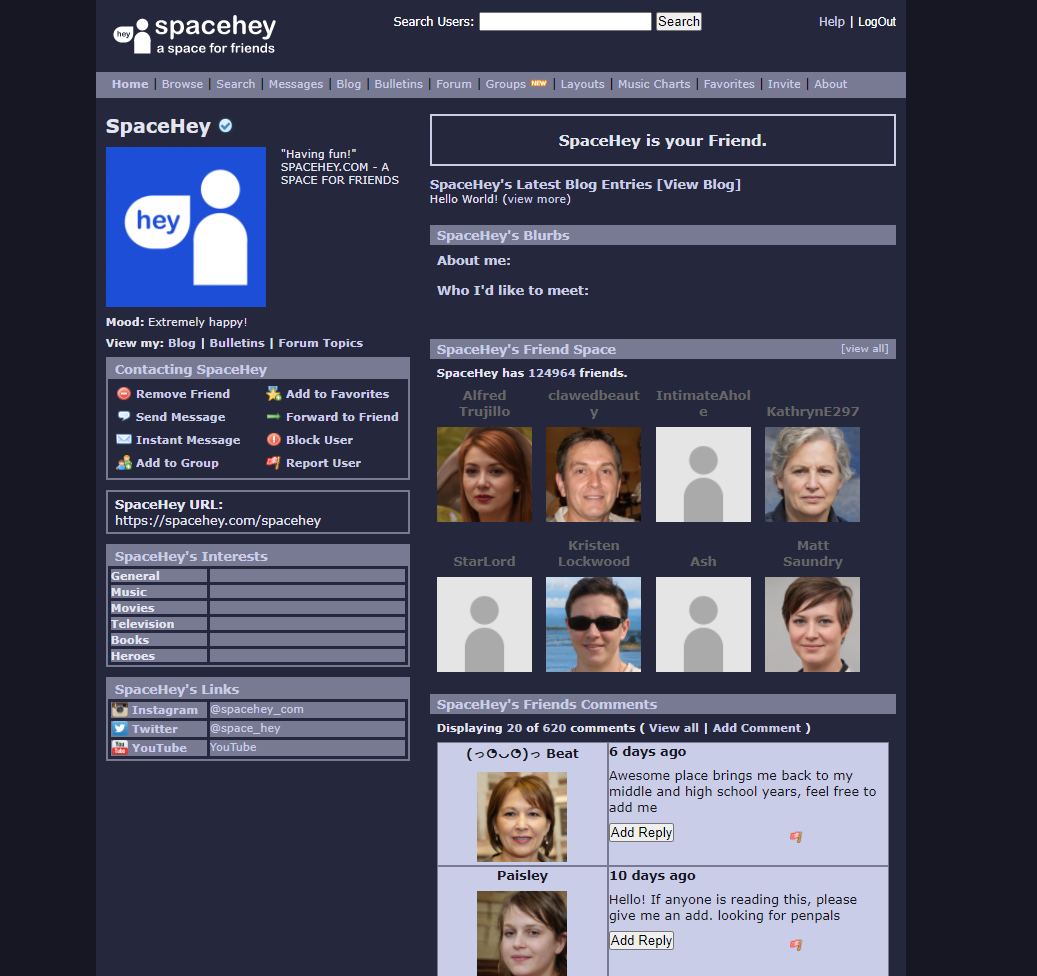 hey spacehey
a space for friends
Search Users: Search
Help | LogOut
Home | Browse | Search | Messages | Blog | Bulletins | Forum | Groups NEW | Layouts | Music Charts | Favorites | Invite | About
SpaceHey
hey
"Having fun!"
SPACEHEY.COM - A
SPACE FOR FRIENDS
Mood: Extremely happy!
View my: Blog | Bulletins | Forum Topics
Contacting SpaceHey
Remove Friend Add to Favorites
Send Message Forward to Friend
Instant Message Block User
Add to Group Report User
SpaceHey URL:
https://spacehey.com/spacehey
SpaceHey's Interests
General
Music
Movies
Television
Books
Heroes
SpaceHey's Links
Instagram @spacehey_com
Twitter @space_hey
You Tube YouTube YouTube
SpaceHey is your Friend.
SpaceHey's Latest Blog Entries [View Blog]
Hello World! (view more)
SpaceHey's Blurbs
About me:
Who I'd like to meet:
SpaceHey's Friend Space [view all]
SpaceHey has 124964 friends.
Alfred
Trujillo
clawedbeaut
y
IntimateAhol
e
KathrynE297
StarLord
Kristen
Lockwood
Ash
Matt
Saundry
SpaceHey's Friends Comments
Displaying 20 of 620 comments ( View all | Add Comment )
(っ◔◡◔)っ Beat
6 days ago
Awesome place brings me back to my
middle and high school years, feel free to
add me
Add Reply
Paisley
10 days ago
Hello! If anyone is reading this, please
give me an add. looking for penpals
Add Reply